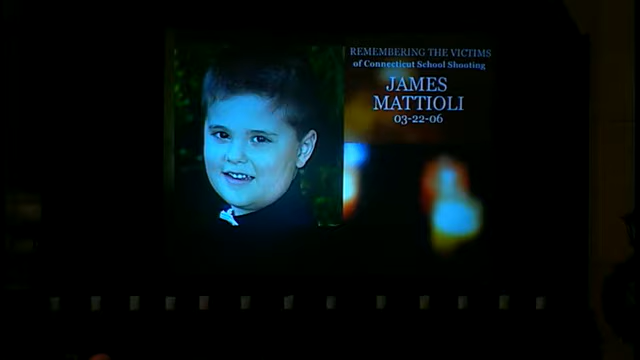 REMEMBERING THE VICTIMS
of Connecticut School Shooting
JAMES
MATTIOLI
03-22-06